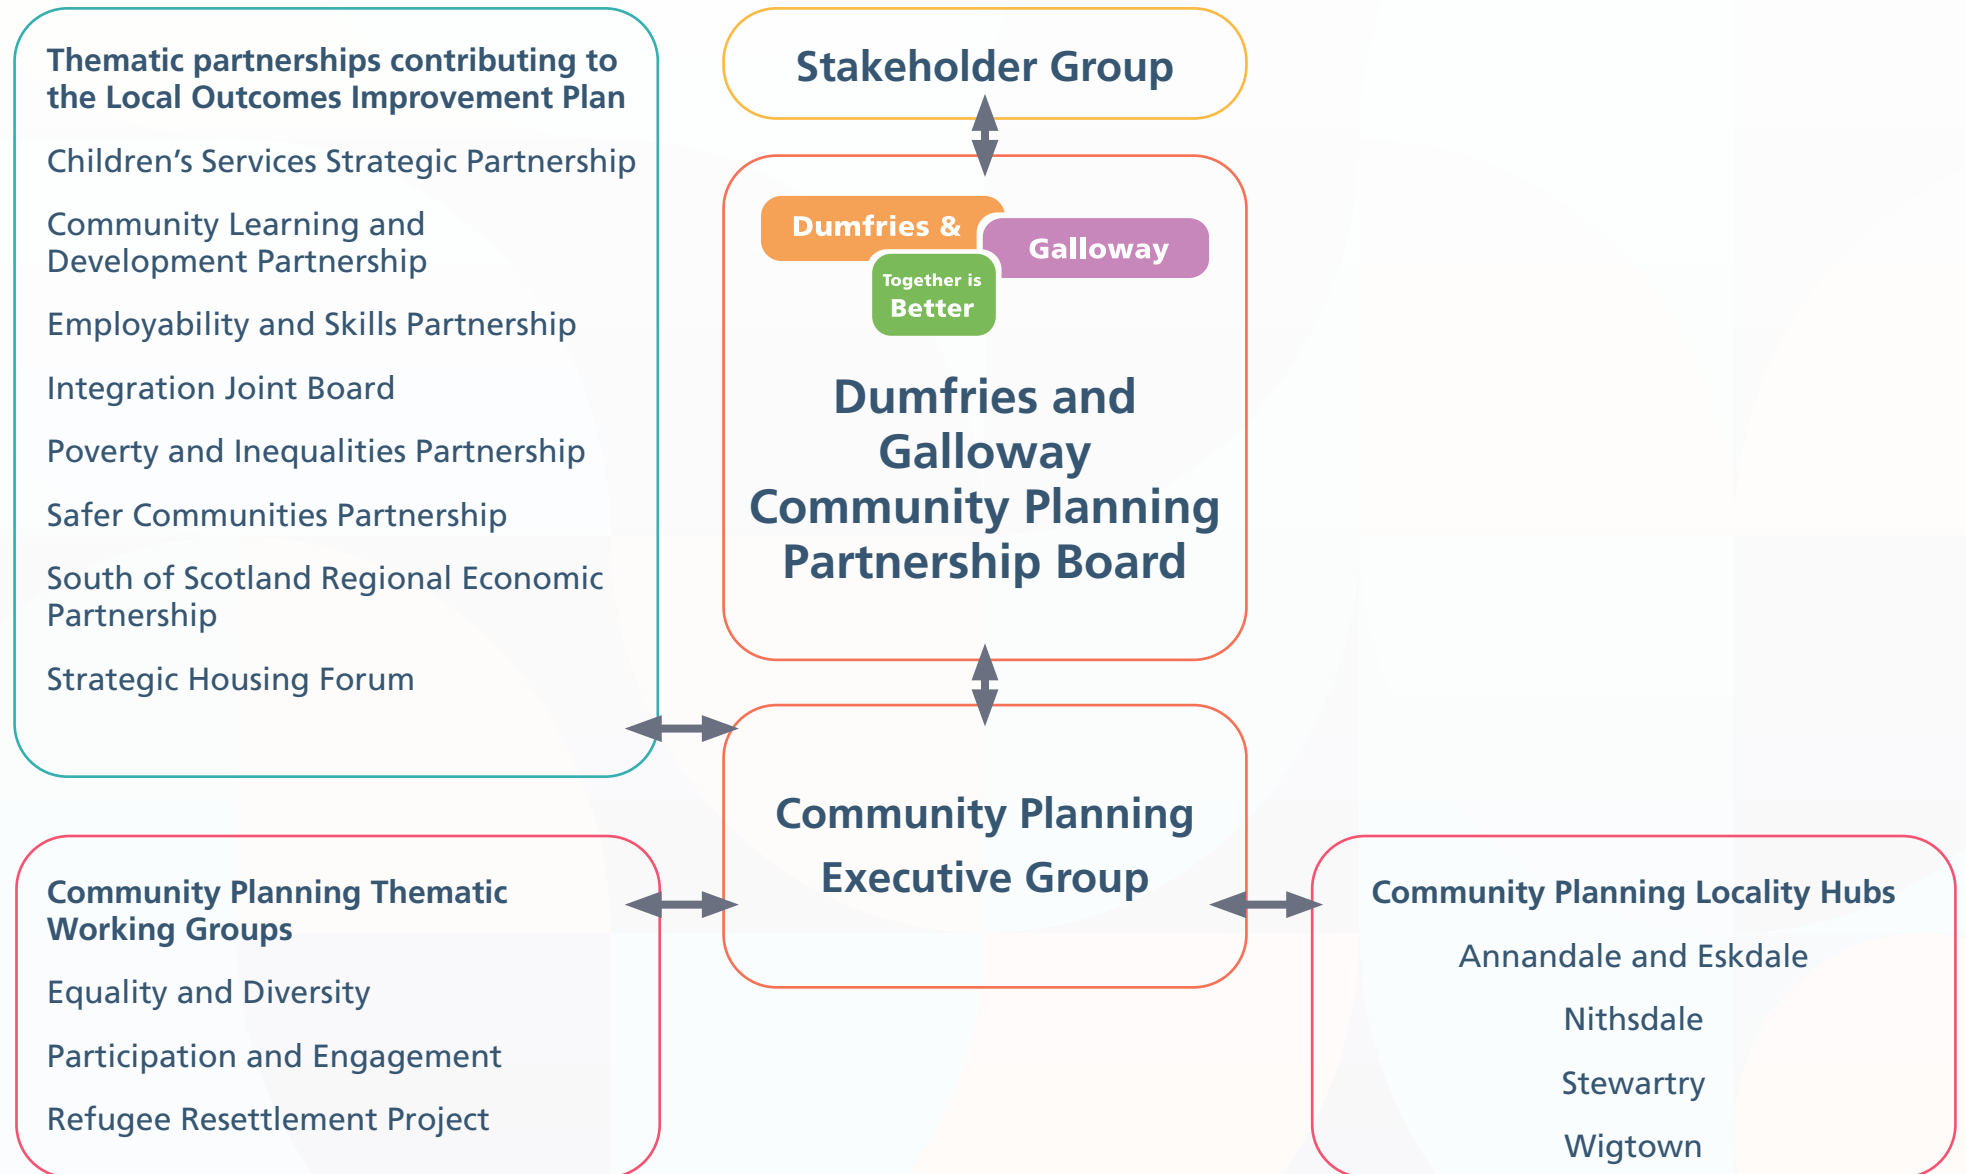 Thematic partnerships contributing to
the Local Outcomes Improvement Plan
Children’s Services Strategic Partnership
Community Learning and
Development Partnership
Employability and Skills Partnership
Integration Joint Board
Poverty and Inequalities Partnership
Safer Communities Partnership
South of Scotland Regional Economic
Partnership
Strategic Housing Forum
Stakeholder Group
Dumfries &
Galloway
Together is
Better
Dumfries and
Galloway
Community Planning
Partnership Board
Community Planning
Executive Group
Community Planning Thematic
Working Groups
Equality and Diversity
Participation and Engagement
Refugee Resettlement Project
Community Planning Locality Hubs
Annandale and Eskdale
Nithsdale
Stewartry
Wigtown